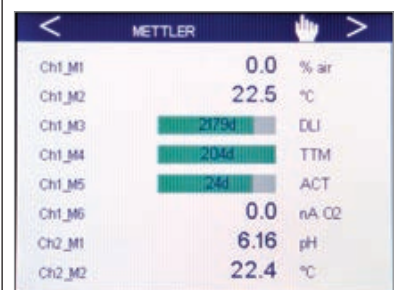 < METTLER >
Ch1_M1 0.0 % air
Ch1_M2 22.5 °C
Ch1_M3 2179d DLI
Ch1_M4 204d TTM
Ch1_M5 24d ACT
Ch1_M6 0.0 nA O2
Ch2_M1 6.16 pH
Ch2_M2 22.4 °C